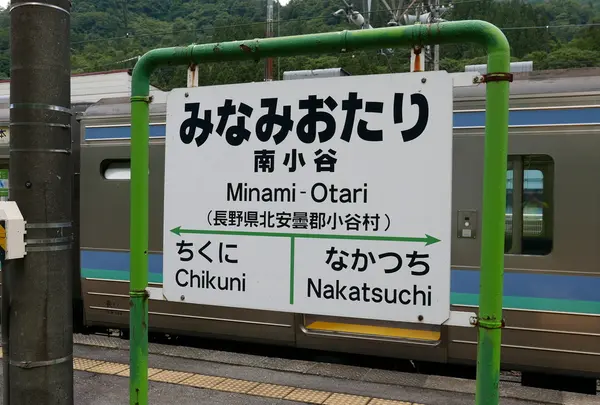 みなみおたり
南小谷
Minami-Otari
（長野県北安曇郡小谷村）
ちくに なかつち
Chikuni Nakatsuchi